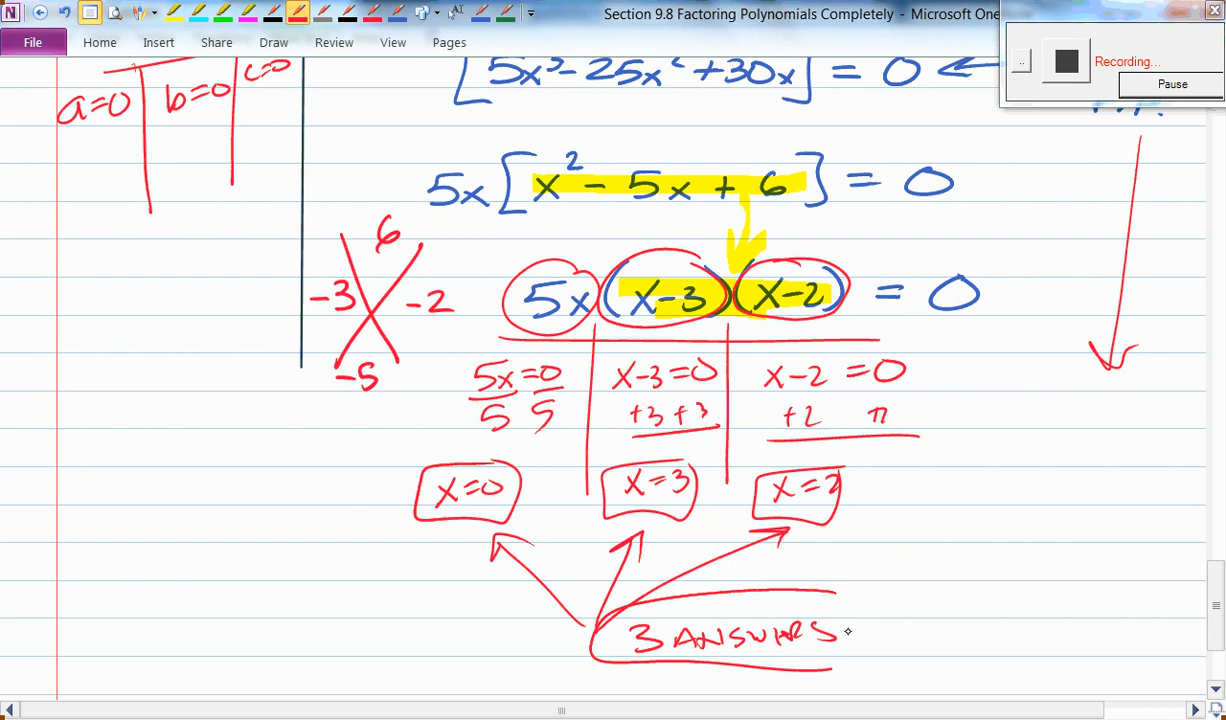 Section 9.8 Factoring Polynomials Completely - Microsoft One
File Home Insert Share Draw Review View Pages
Recording...
Pause
[5x³-25x² +30x] = 0
a=0 b=0 c=0
5x[x² - 5x + 6] = 0
6
-3 -2
-5
5x(x-3)(x-2) = 0
5x=0 x-3=0 x-2=0
5 5 +3 +3 +2
x=0 x=3 x=2
3 ANSWERS